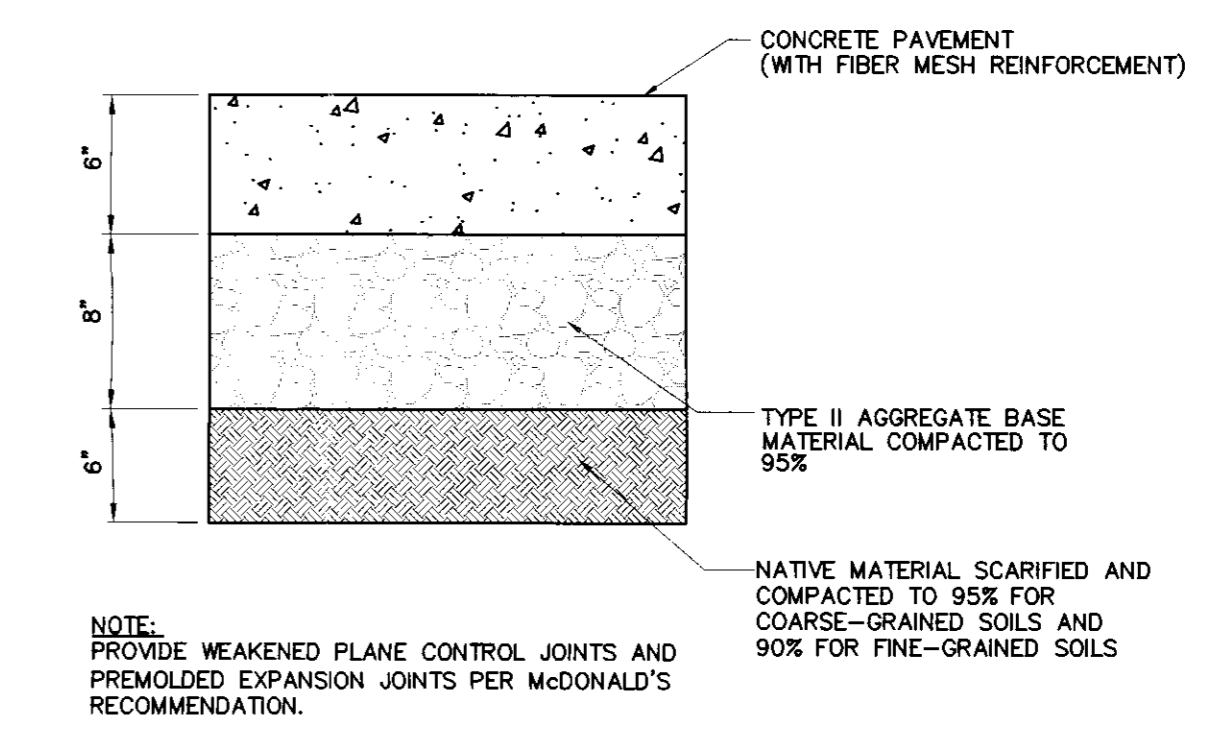 CONCRETE PAVEMENT
(WITH FIBER MESH REINFORCEMENT)
6"
8"
6"
TYPE II AGGREGATE BASE
MATERIAL COMPACTED TO
95%
NATIVE MATERIAL SCARIFIED AND
COMPACTED TO 95% FOR
COARSE-GRAINED SOILS AND
90% FOR FINE-GRAINED SOILS
NOTE:
PROVIDE WEAKENED PLANE CONTROL JOINTS AND
PREMOLDED EXPANSION JOINTS PER McDONALD'S
RECOMMENDATION.